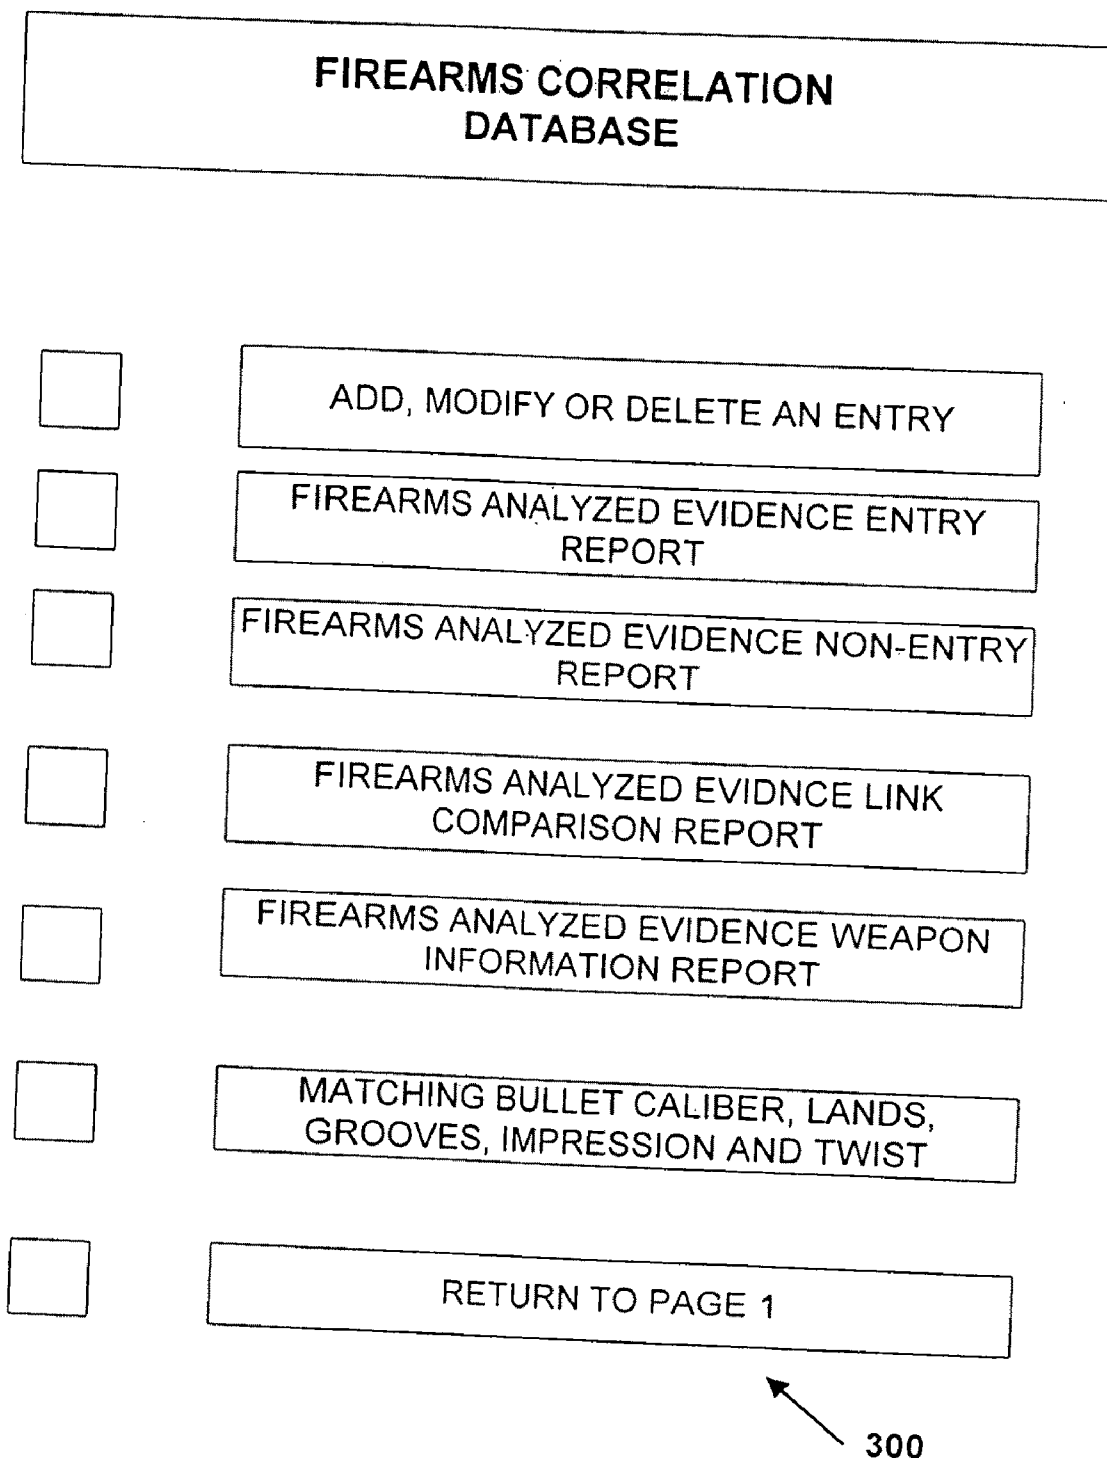 FIREARMS CORRELATION
DATABASE
ADD, MODIFY OR DELETE AN ENTRY
FIREARMS ANALYZED EVIDENCE ENTRY
REPORT
FIREARMS ANALYZED EVIDENCE NON-ENTRY
REPORT
FIREARMS ANALYZED EVIDNCE LINK
COMPARISON REPORT
FIREARMS ANALYZED EVIDENCE WEAPON
INFORMATION REPORT
MATCHING BULLET CALIBER, LANDS,
GROOVES, IMPRESSION AND TWIST
RETURN TO PAGE 1
300